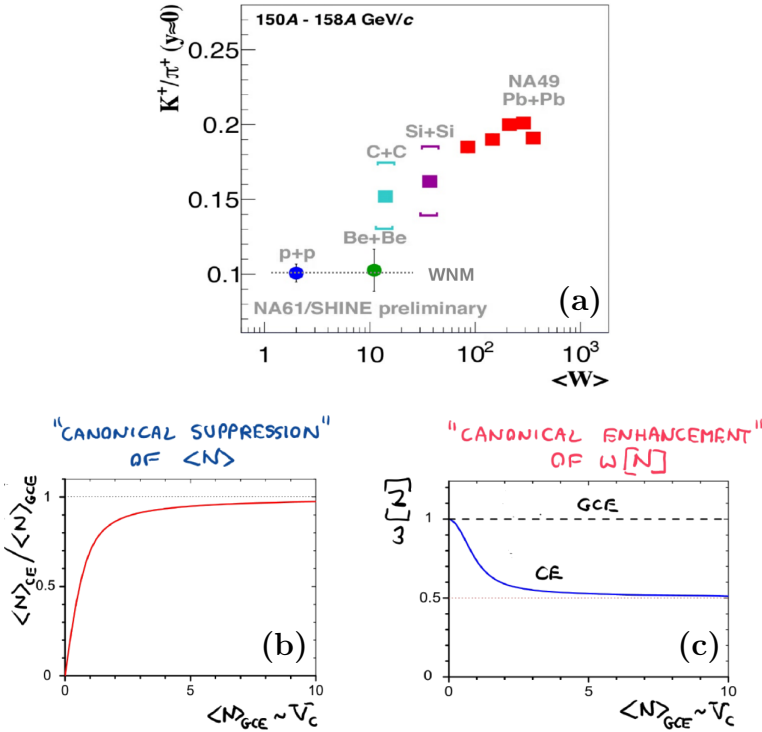 150A - 158A GeV/c
K⁺/π⁺ (y≈0)
0.25
0.2
0.15
0.1
NA49
Pb+Pb
Si+Si
C+C
Be+Be
p+p
WNM
NA61/SHINE preliminary
(a)
1 10 10² 10³
<W>
"CANONICAL SUPPRESSION"
OF <N>
<N>CE/<N>GCE
1
0.5
0
0 5 10
(b)
<N>GCE ~ Vc
"CANONICAL ENHANCEMENT"
OF ω[N]
ω[N]
GCE
CE
1
0.5
0
0 5 10
(c)
<N>GCE ~ Vc